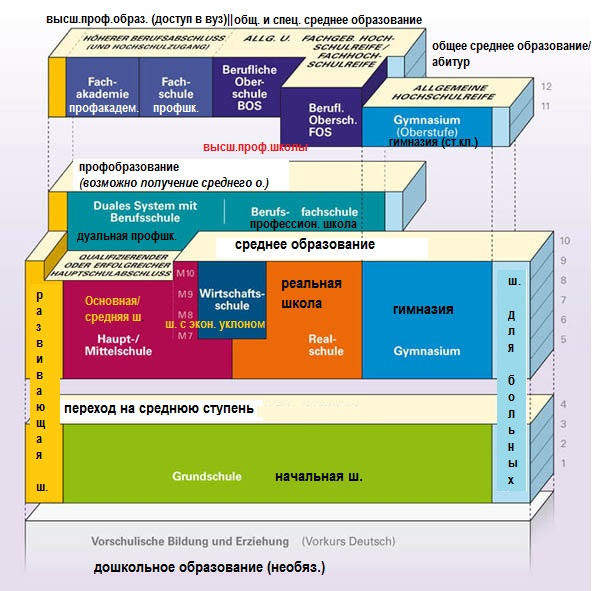 высш.проф.образ. (доступ в вуз)||общ. и спец. среднее образование
HÖHERER BERUFSABSCHLUSS
(UND HOCHSCHULZUGANG)
ALLG. U. FACHGEB. HOCH-
SCHULREIFE/
FACHHOCH-
SCHULREIFE
общее среднее образование/
абитур
Fach-
akademie
профакадем.
Fach-
schule
профшк.
Berufliche
Ober-
schule
BOS
Berufl.
Obersch.
FOS
ALLGEMEINE
HOCHSCHULREIFE
12
11
Gymnasium
(Oberstufe)
гимназия (ст.кл.)
высш.проф.школы
профобразование
(возможно получение среднего о.)
Duales System mit
Berufsschule
дуальная профшк.
Berufs- fachschule
профессион. школа
QUALIFIZIERENDER
ODER ERFOLGREICHER
HAUPTSCHULABSCHLUSS
среднее образование
10
9
8
7
6
5
развивающая ш.
Основная/
средняя ш
Haupt-/
Mittelschule
M10
M9
M8
M7
Wirtschafts-
schule
ш. с экон. уклоном
реальная
школа
Real-
schule
гимназия
Gymnasium
ш. для больных
переход на среднюю ступень
4
3
2
1
Grundschule
начальная ш.
Vorschulische Bildung und Erziehung (Vorkurs Deutsch)
дошкольное образование (необяз.)